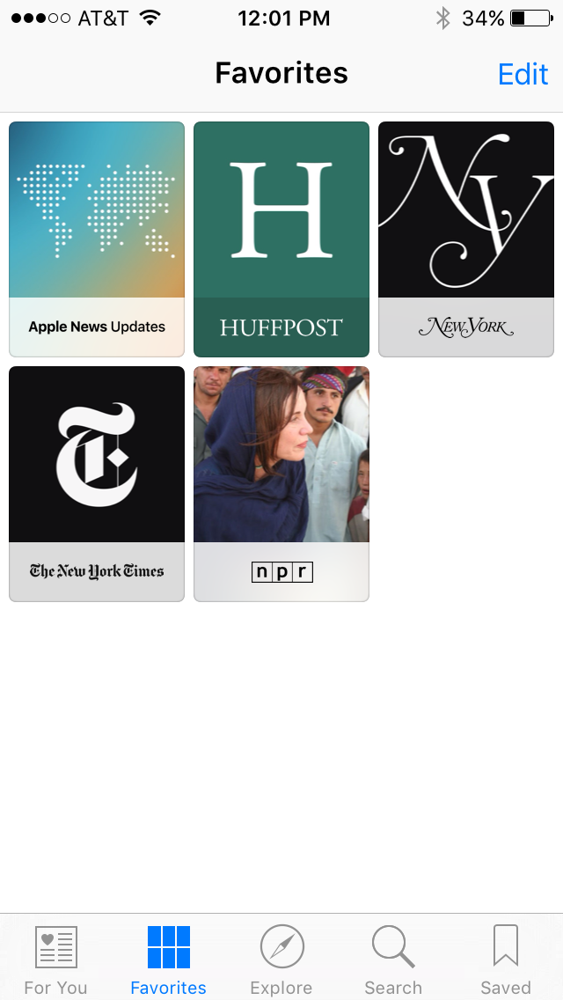 AT&T 12:01 PM 34%
Favorites Edit
H
NY
Apple News Updates
HUFFPOST
NEW YORK
T
The New York Times
npr
For You Favorites Explore Search Saved